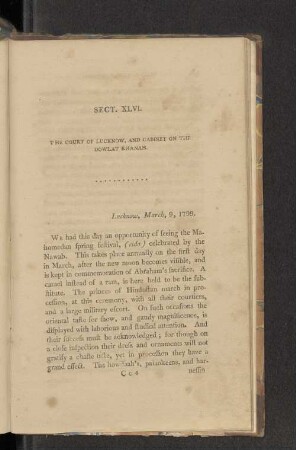 SECT. XLVI.
THE COURT OF LUCKNOW, AND CABINET ON THE
DOWLAT KHANAH.
Lucknow, March, 9, 1798.
We had this day an opportunity of seeing the Ma-
homedan spring festival, (eede) celebrated by the
Nawab. This takes place annually on the first day
in March, after the new moon becomes visible, and
is kept in commemoration of Abraham's sacrifice. A
camel instead of a ram, is here held to be the sub-
stitute. The princes of Hindustan march in pro-
cession, at this ceremony, with all their courtiers,
and a large military escort. On such occasions the
oriental taste for show, and gaudy magnificence, is
displayed with laborious and studied attention. And
their success must be acknowledged; for though on
a close inspection their dress and ornaments will not
gratify a chaste taste, yet in procession they have a
grand effect. The howdah's, palankeens, and har-
C c 4 nessin